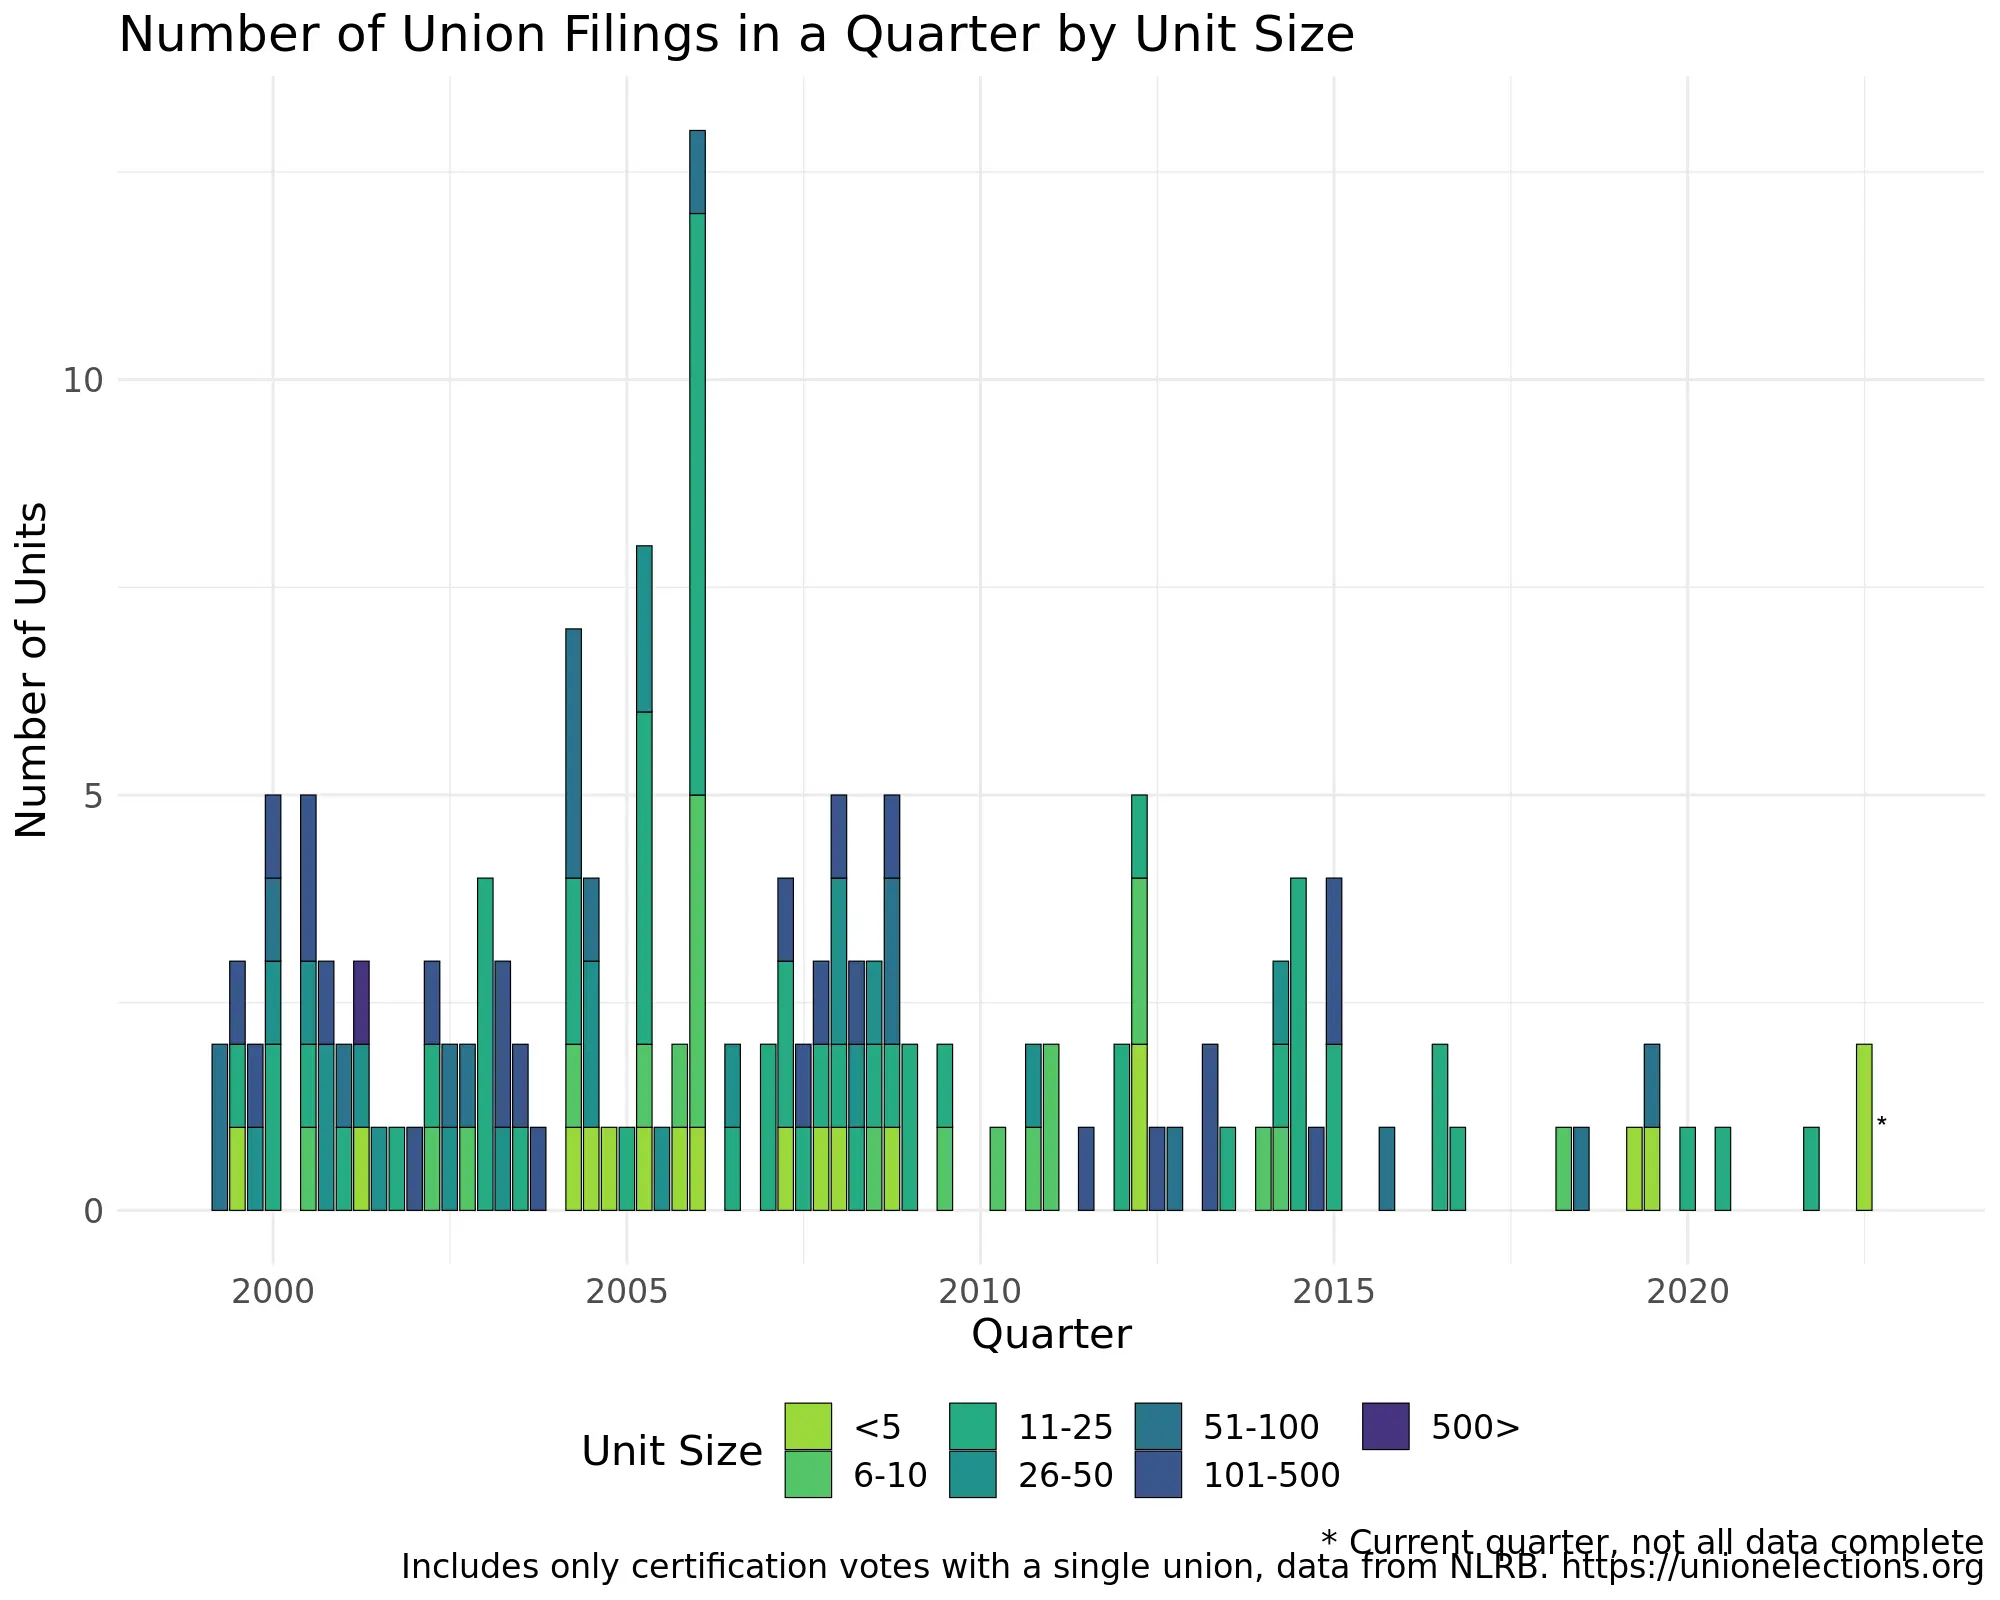 Number of Union Filings in a Quarter by Unit Size
Number of Units
10
5
0
*
2000 2005 2010 2015 2020
Quarter
Unit Size
<5 11-25 51-100 500>
6-10 26-50 101-500
* Current quarter, not all data complete
Includes only certification votes with a single union, data from NLRB. https://unionelections.org